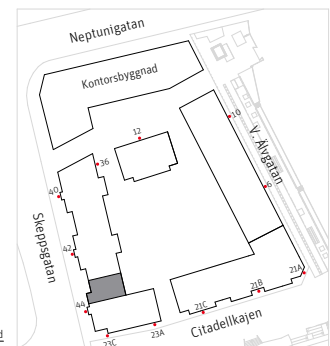 Neptunigatan
Kontorsbyggnad
12
10
36
V. Älvgatan
40
6
Skeppsgatan
42
21A
21B
44
21C
23A
Citadellkajen
23C